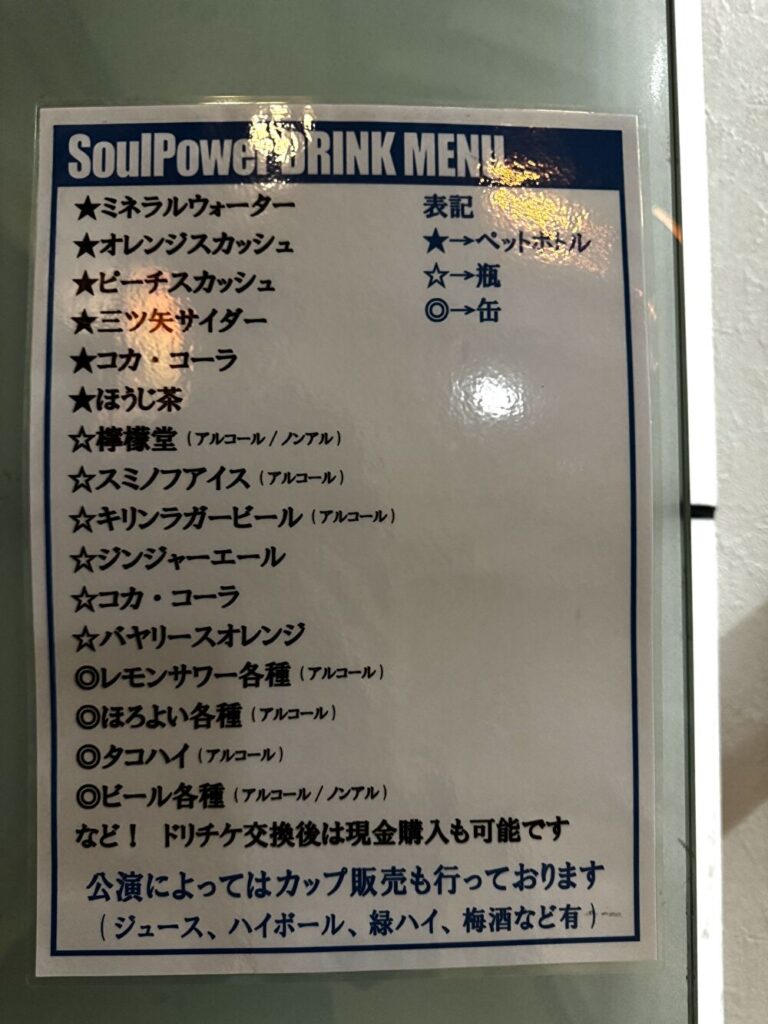 SoulPower DRINK MENU
★ミネラルウォーター
★オレンジスカッシュ
★ピーチスカッシュ
★三ツ矢サイダー
★コカ・コーラ
★ほうじ茶
☆檸檬堂（アルコール/ノンアル）
☆スミノフアイス（アルコール）
☆キリンラガービール（アルコール）
☆ジンジャーエール
☆コカ・コーラ
☆バヤリースオレンジ
◎レモンサワー各種（アルコール）
◎ほろよい各種（アルコール）
◎タコハイ（アルコール）
◎ビール各種（アルコール/ノンアル）
など！ ドリチケ交換後は現金購入も可能です
表記
★→ペットボトル
☆→瓶
◎→缶
公演によってはカップ販売も行っております
（ジュース、ハイボール、緑ハイ、梅酒など有）